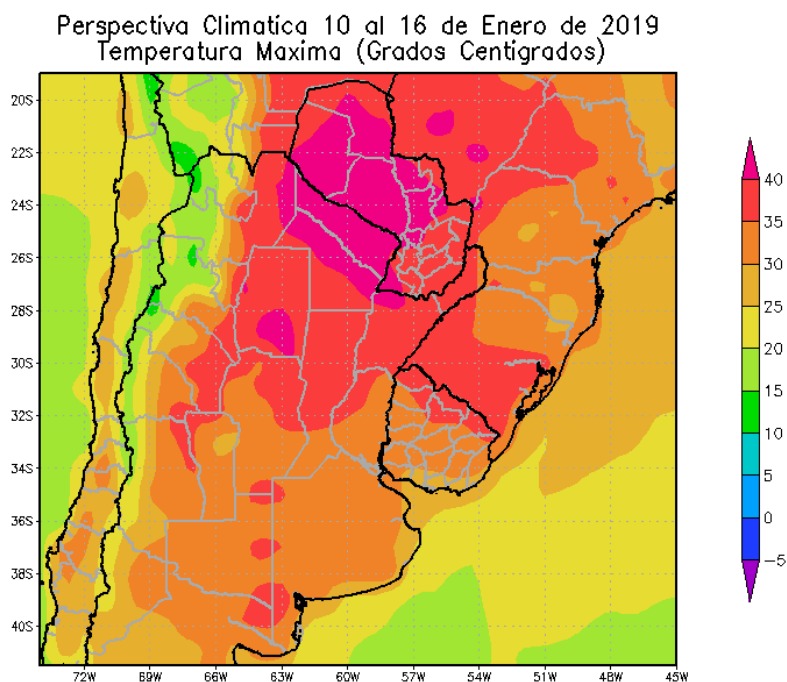 Perspectiva Climatica 10 al 16 de Enero de 2019
Temperatura Maxima (Grados Centigrados)
20S
22S
24S
26S
28S
30S
32S
34S
36S
38S
40S
72W
69W
66W
63W
60W
57W
54W
51W
48W
45W
40
35
30
25
20
15
10
5
0
-5